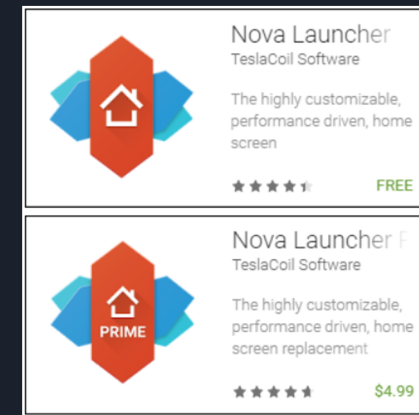 Nova Launcher
TeslaCoil Software
The highly customizable,
performance driven, home
screen
FREE
Nova Launcher P
TeslaCoil Software
PRIME
The highly customizable,
performance driven, home
screen replacement
$4.99